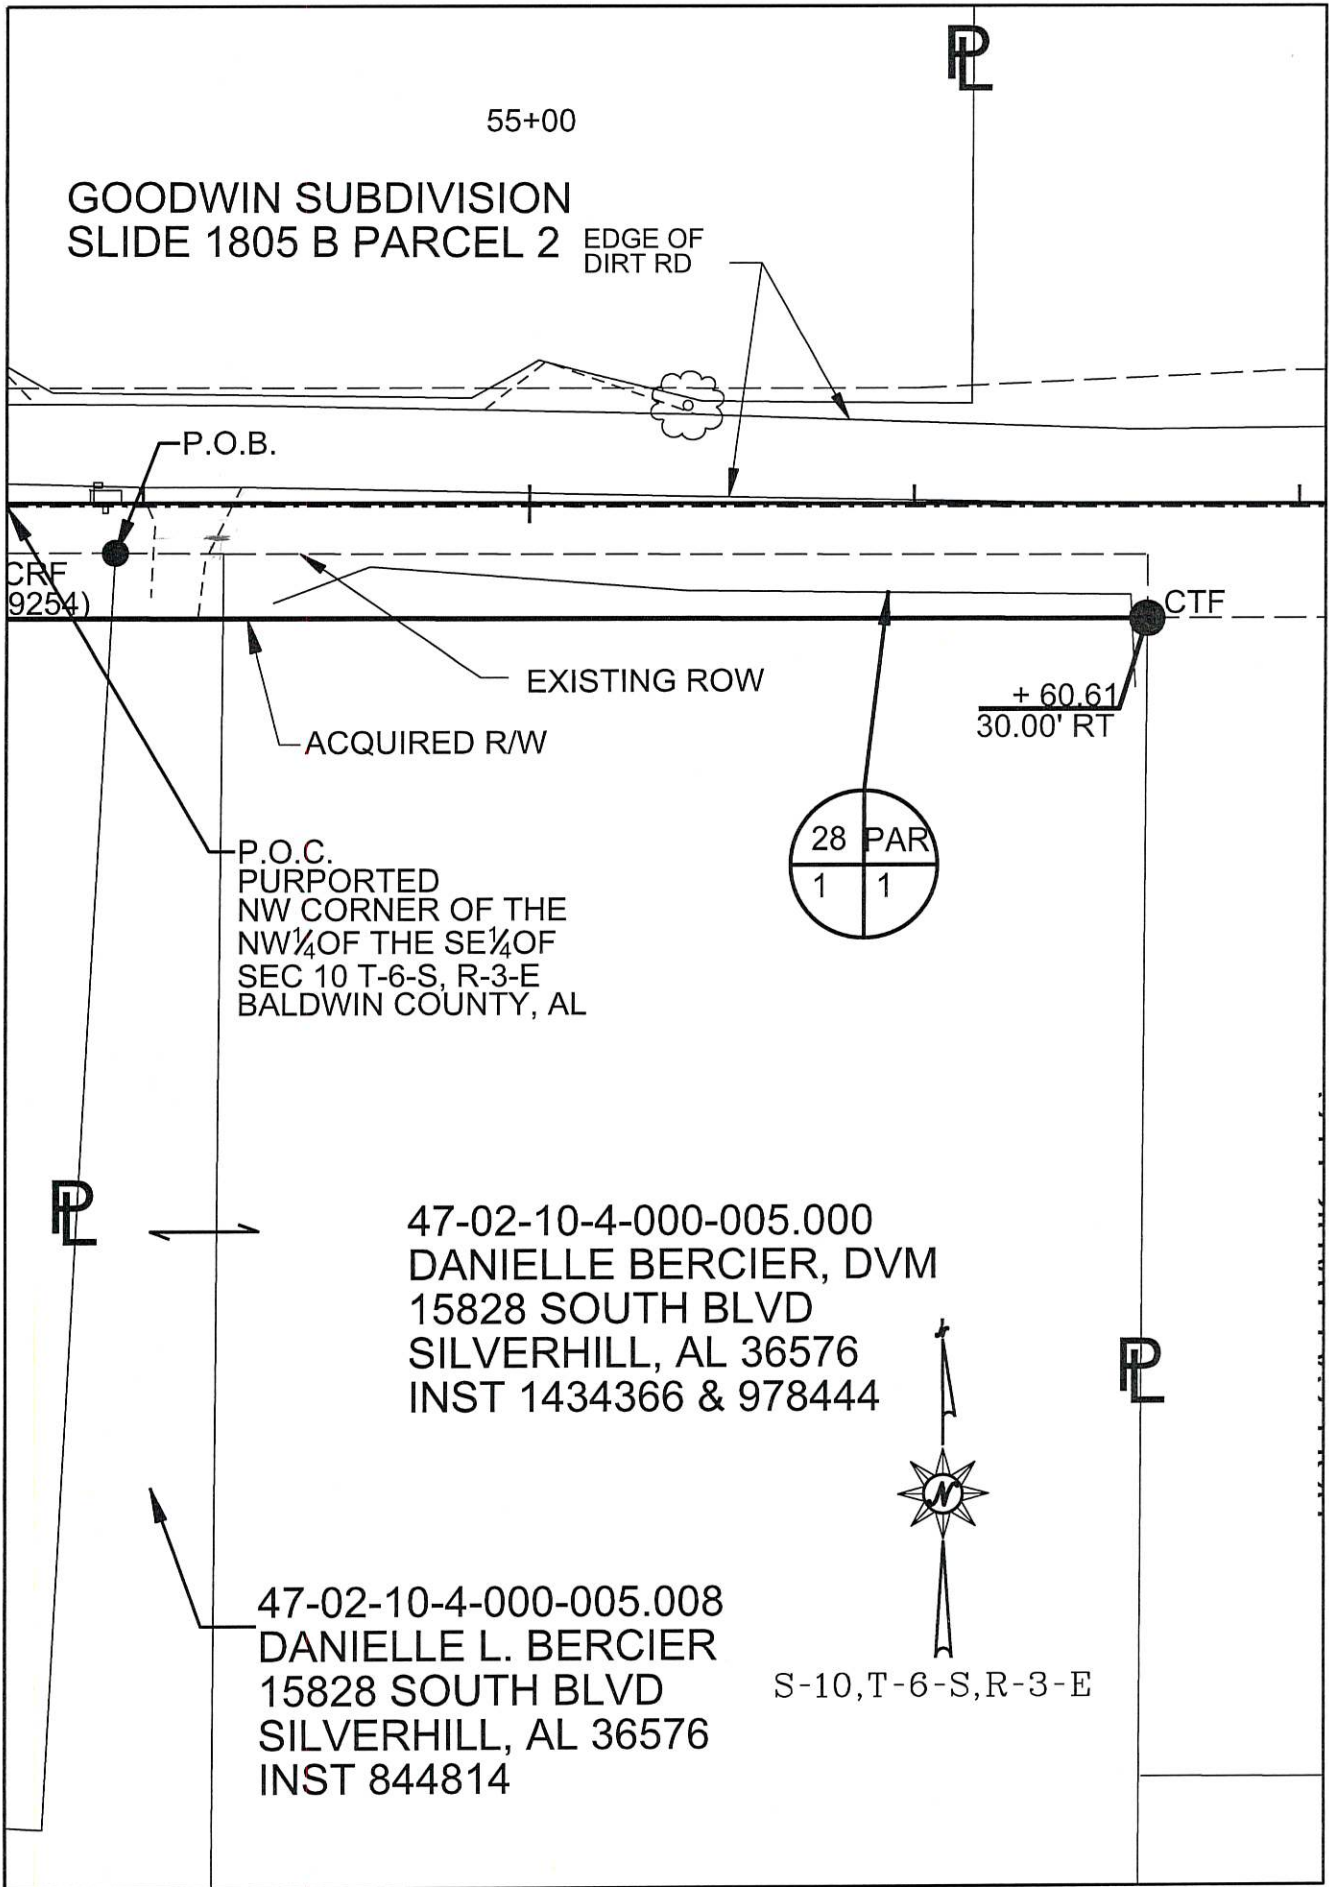 PL
55+00
GOODWIN SUBDIVISION
SLIDE 1805 B PARCEL 2
EDGE OF
DIRT RD
P.O.B.
CRF
9254)
CTF
EXISTING ROW
+ 60.61
30.00' RT
ACQUIRED R/W
28 PAR
1 1
P.O.C.
PURPORTED
NW CORNER OF THE
NW¼OF THE SE¼OF
SEC 10 T-6-S, R-3-E
BALDWIN COUNTY, AL
PL
47-02-10-4-000-005.000
DANIELLE BERCIER, DVM
15828 SOUTH BLVD
SILVERHILL, AL 36576
INST 1434366 & 978444
PL
N
47-02-10-4-000-005.008
DANIELLE L. BERCIER
15828 SOUTH BLVD
SILVERHILL, AL 36576
INST 844814
S-10,T-6-S,R-3-E